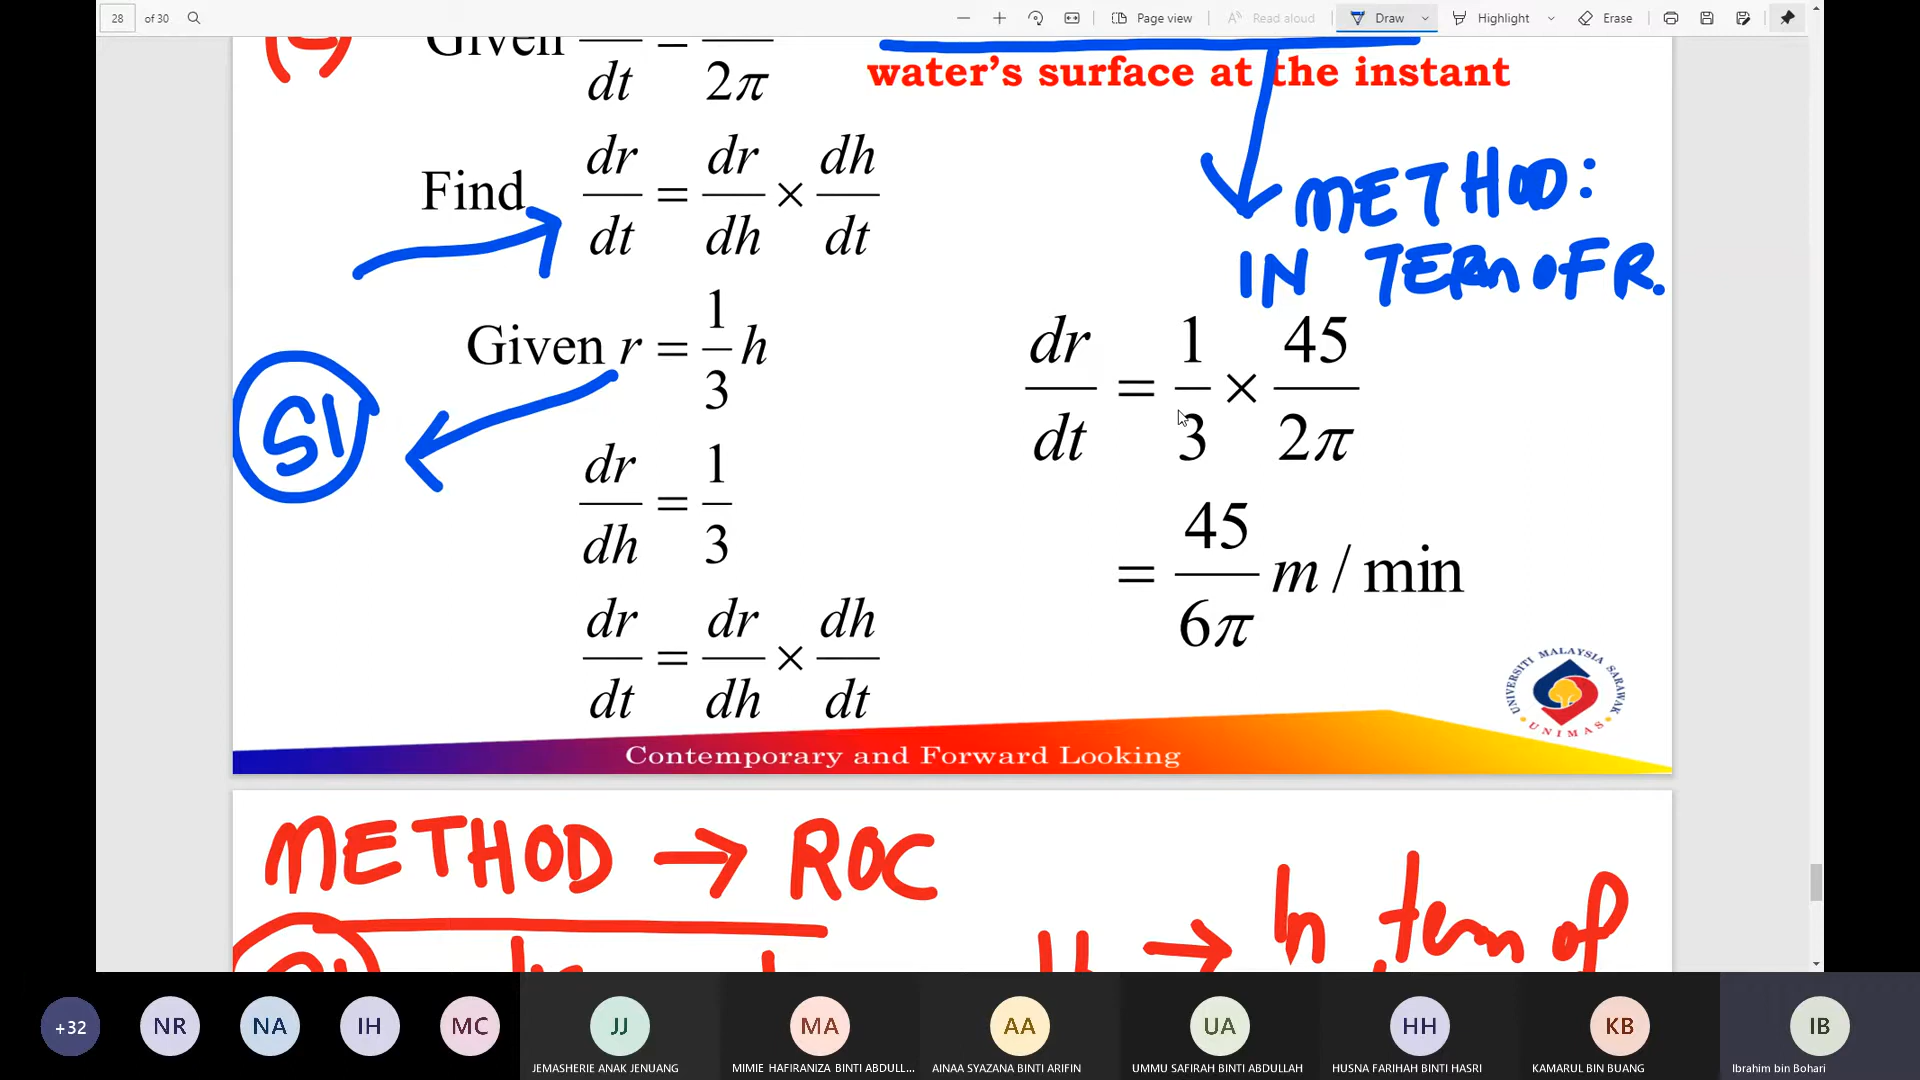 28 of 30 Page view Read aloud Draw Highlight Erase
Given
dt = 2π
water's surface at the instant
Find dr/dt = dr/dh × dh/dt
METHOD:
IN TERM OF R.
Given r = 1/3 h
S1
dr/dh = 1/3
dr/dt = dr/dh × dh/dt
dr/dt = 1/3 × 45/2π
= 45/6π m / min
UNIVERSITI MALAYSIA SARAWAK
UNIMAS
Contemporary and Forward Looking
METHOD → ROC
→ In term of
+32 NR NA IH MC JJ MA AA UA HH KB IB
JEMASHERIE ANAK JENUANG MIMIE HAFIRANIZA BINTI ABDULL... AINAA SYAZANA BINTI ARIFIN UMMU SAFIRAH BINTI ABDULLAH HUSNA FARIHAH BINTI HASRI KAMARUL BIN BUANG Ibrahim bin Bohari